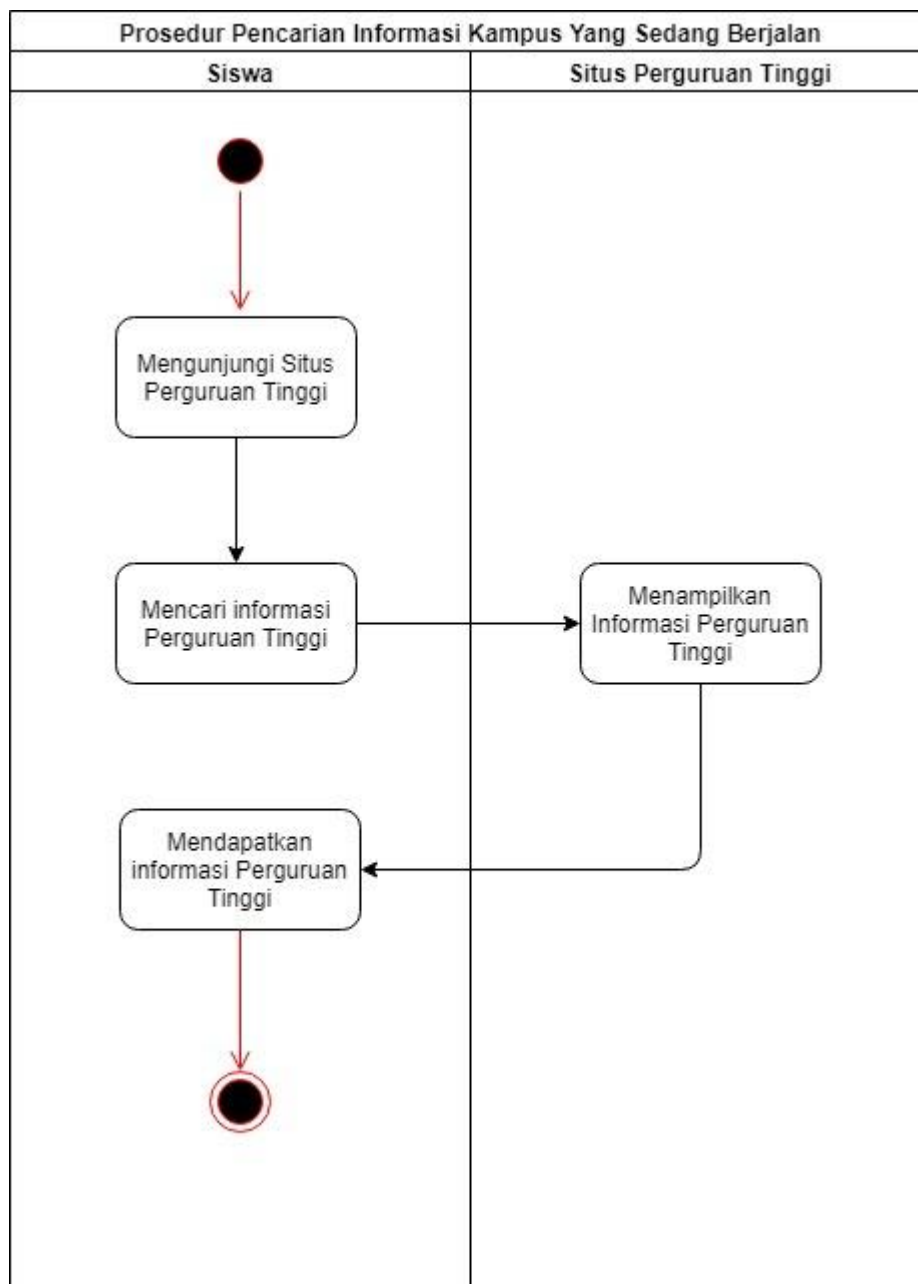 Prosedur Pencarian Informasi Kampus Yang Sedang Berjalan
Siswa
Situs Perguruan Tinggi
Mengunjungi Situs
Perguruan Tinggi
Mencari informasi
Perguruan Tinggi
Menampilkan
Informasi Perguruan
Tinggi
Mendapatkan
informasi Perguruan
Tinggi